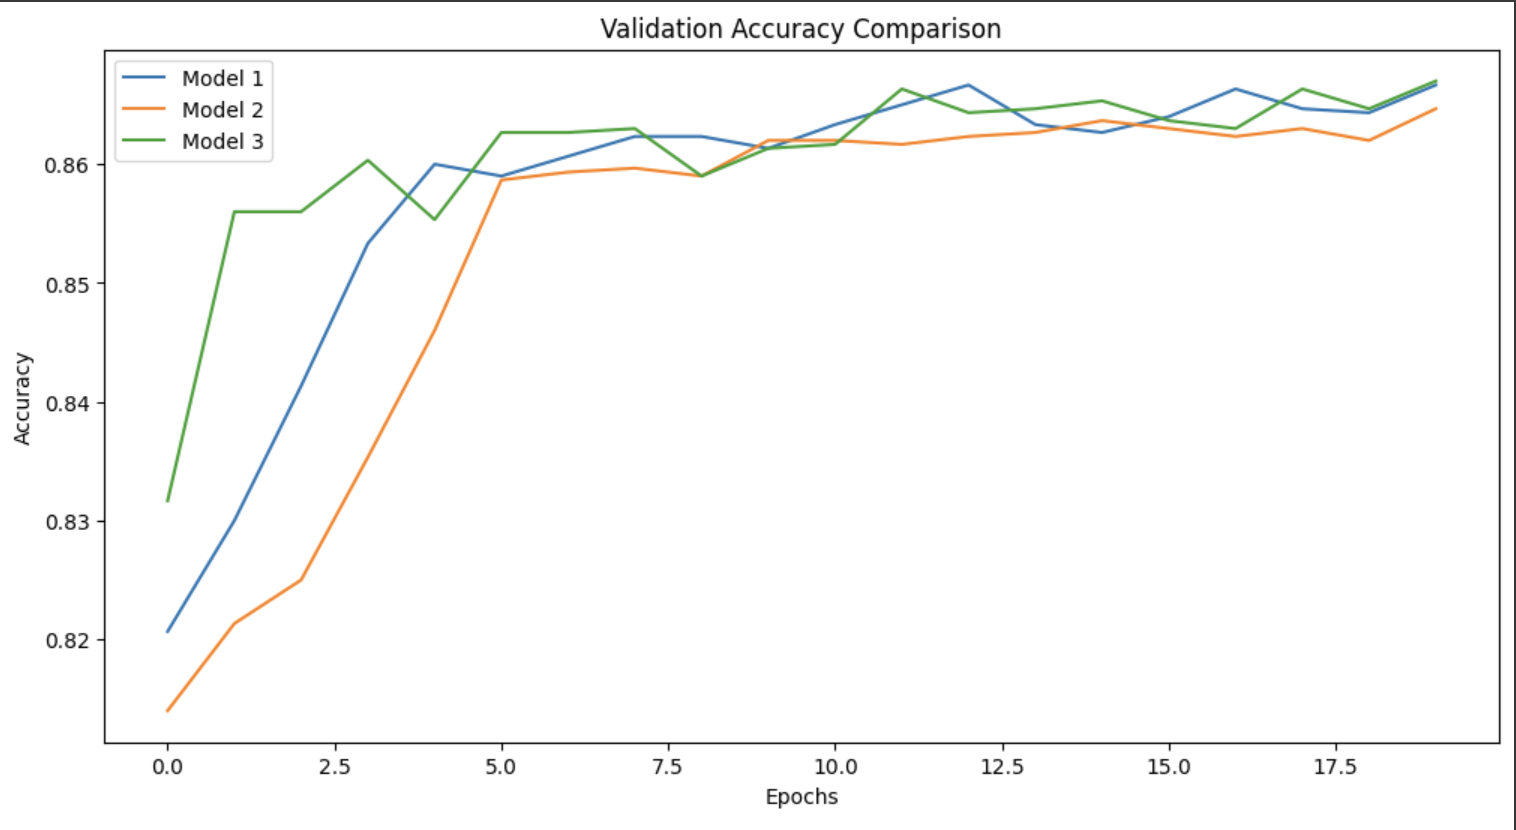 Validation Accuracy Comparison
Model 1
Model 2
Model 3
Accuracy
0.86
0.85
0.84
0.83
0.82
0.0 2.5 5.0 7.5 10.0 12.5 15.0 17.5
Epochs